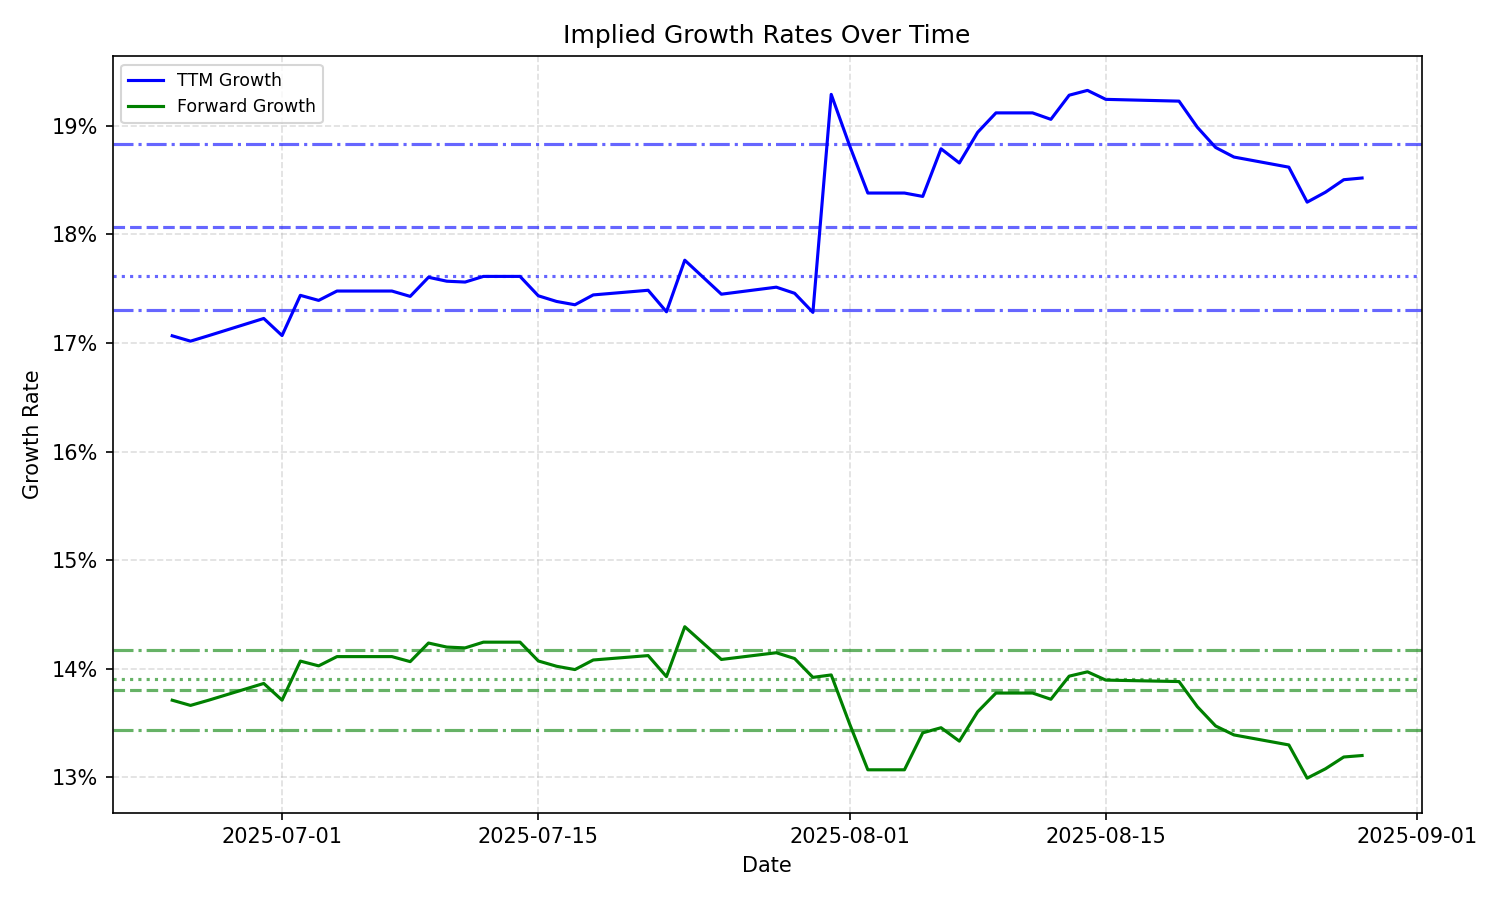 Implied Growth Rates Over Time
TTM Growth
Forward Growth
19%
18%
17%
16%
15%
14%
13%
Growth Rate
2025-07-01
2025-07-15
2025-08-01
2025-08-15
2025-09-01
Date